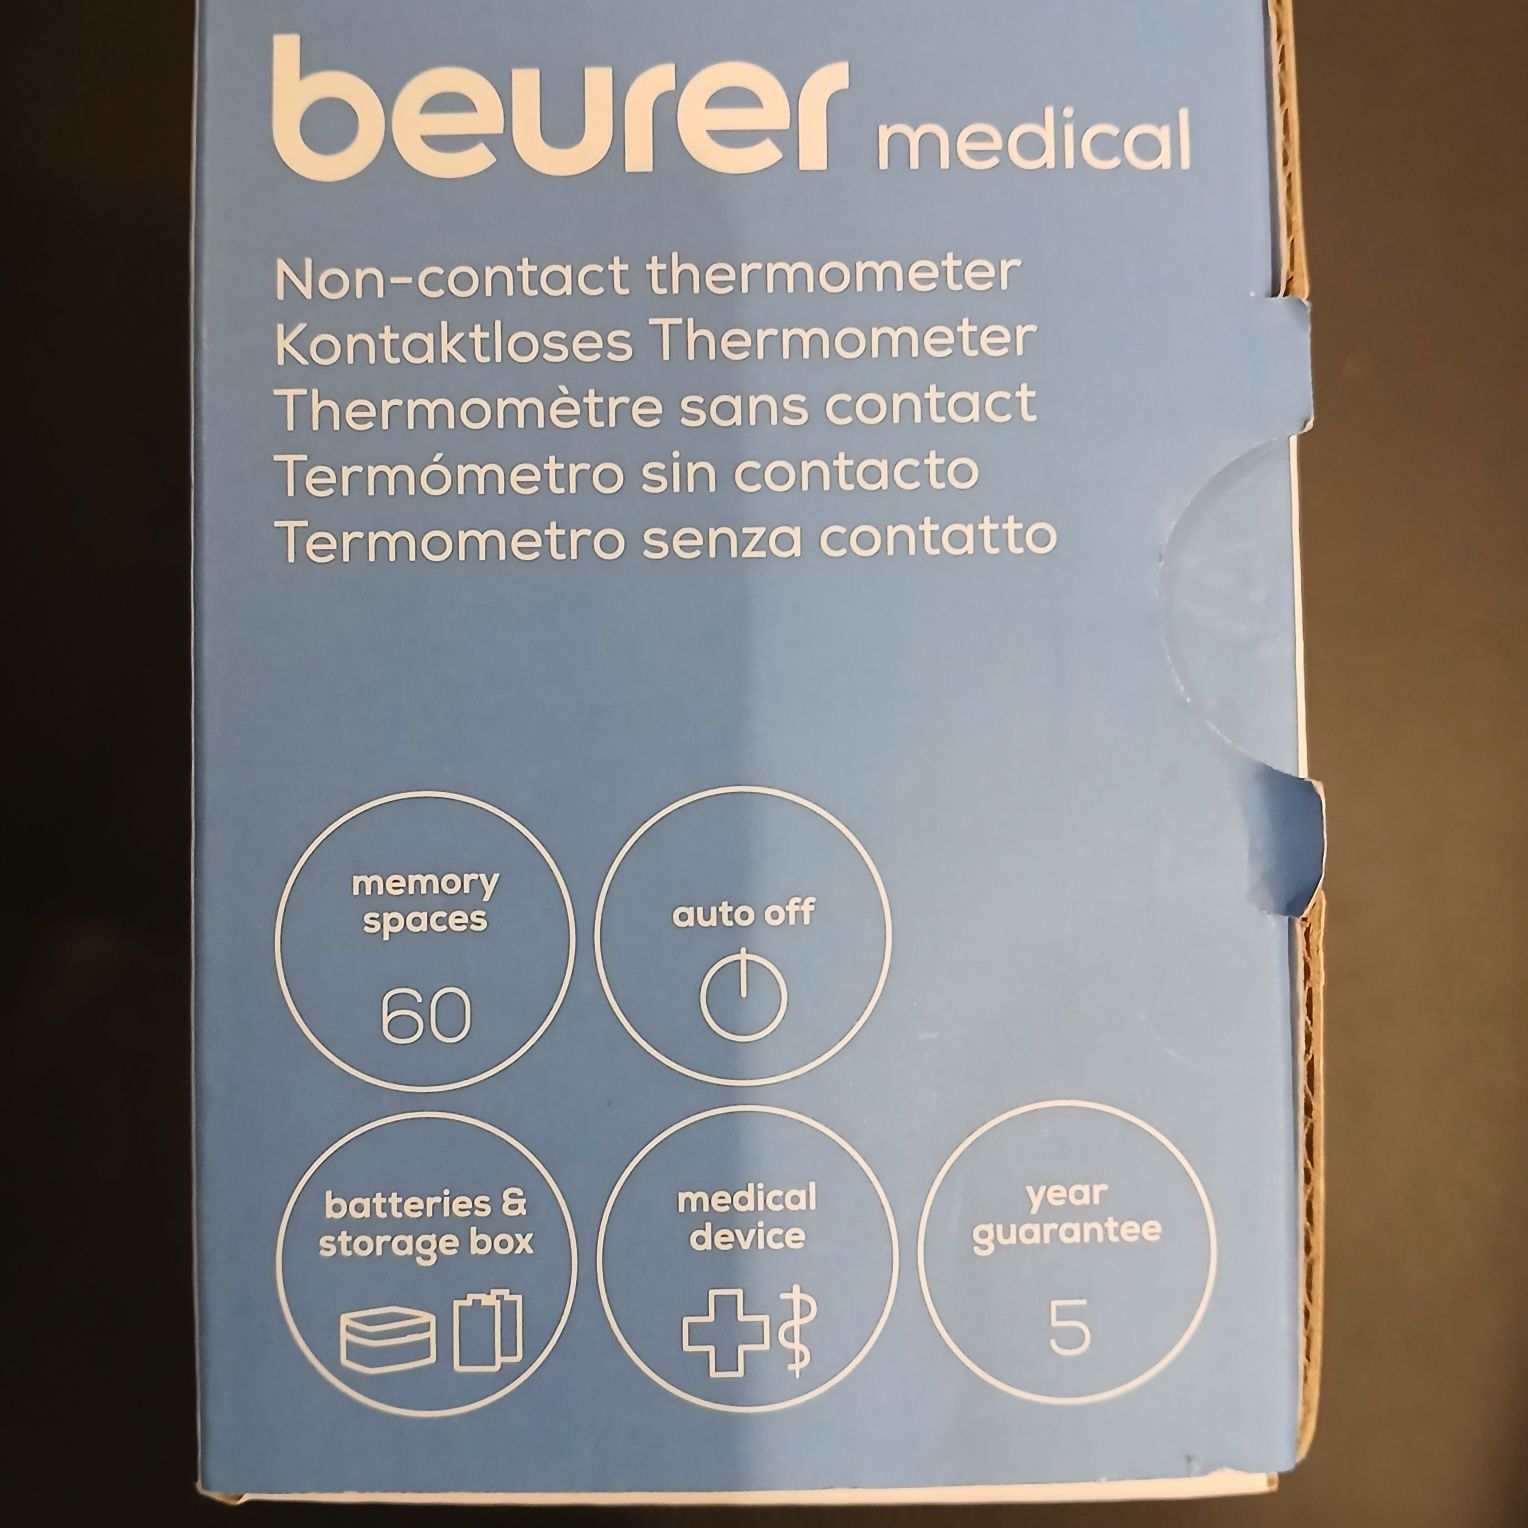 beurer medical
Non-contact thermometer
Kontaktloses Thermometer
Thermomètre sans contact
Termómetro sin contacto
Termometro senza contatto
memory
spaces
60
auto off
batteries &
storage box
medical
device
year
guarantee
5